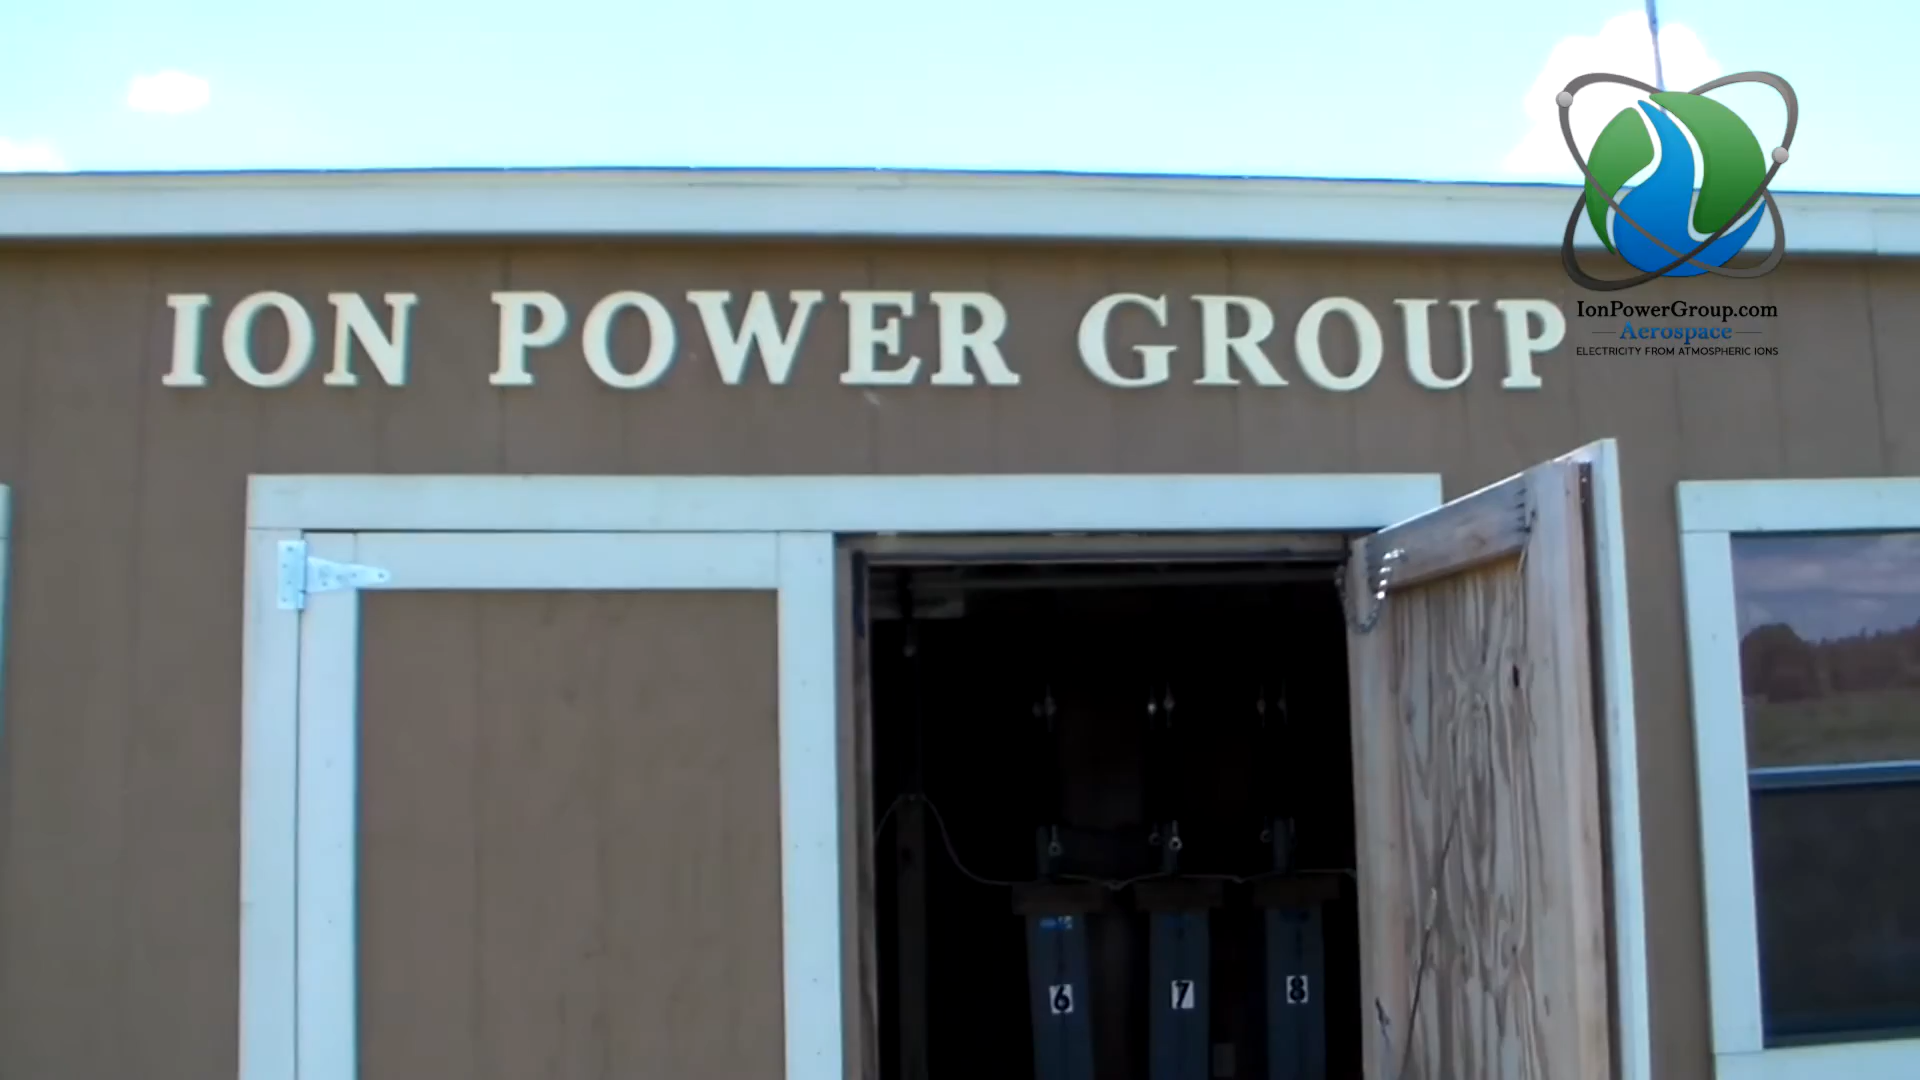 ION POWER GROUP
IonPowerGroup.com
Aerospace
ELECTRICITY FROM ATMOSPHERIC IONS
6
7
8